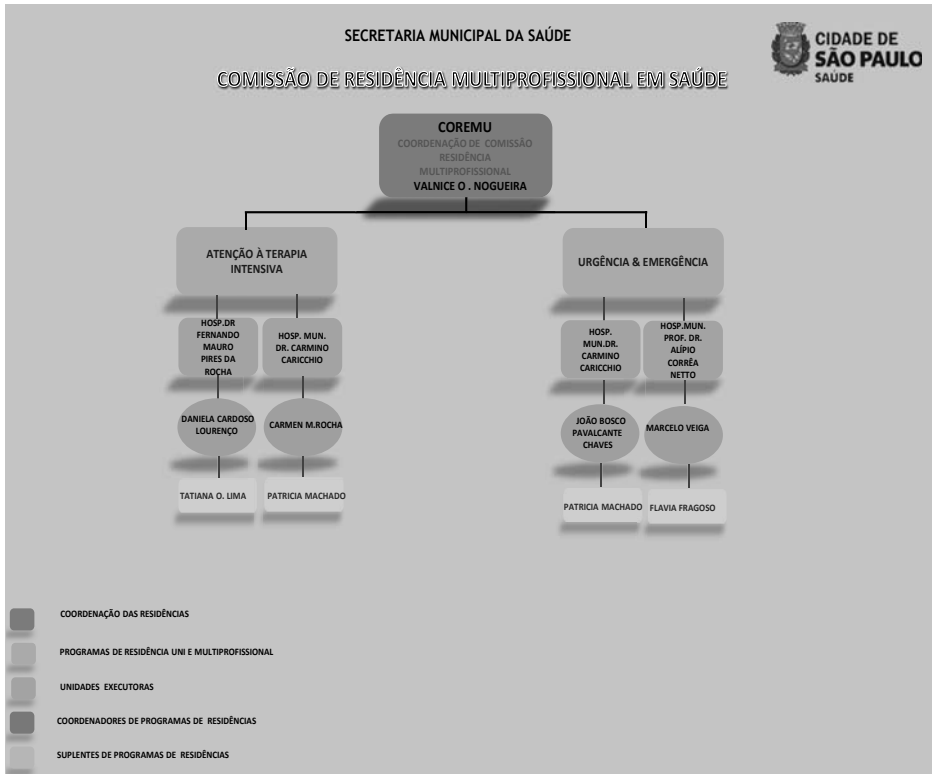 SECRETARIA MUNICIPAL DA SAÚDE
CIDADE DE
SÃO PAULO
SAÚDE
COMISSÃO DE RESIDÊNCIA MULTIPROFISSIONAL EM SAÚDE
COREMU
COORDENAÇÃO DE COMISSÃO
RESIDÊNCIA
MULTIPROFISSIONAL
VALNICE O . NOGUEIRA
ATENÇÃO À TERAPIA
INTENSIVA
URGÊNCIA & EMERGÊNCIA
HOSP.DR
FERNANDO
MAURO
PIRES DA
ROCHA
HOSP. MUN.
DR. CARMINO
CARICCHIO
HOSP.
MUN.DR.
CARMINO
CARICCHIO
HOSP.MUN.
PROF. DR.
ALÍPIO
CORRÊA
NETTO
DANIELA CARDOSO
LOURENÇO
CARMEN M.ROCHA
JOÃO BOSCO
PAVALCANTE
CHAVES
MARCELO VEIGA
TATIANA O. LIMA
PATRICIA MACHADO
PATRICIA MACHADO
FLAVIA FRAGOSO
COORDENAÇÃO DAS RESIDÊNCIAS
PROGRAMAS DE RESIDÊNCIA UNI E MULTIPROFISSIONAL
UNIDADES EXECUTORAS
COORDENADORES DE PROGRAMAS DE RESIDÊNCIAS
SUPLENTES DE PROGRAMAS DE RESIDÊNCIAS